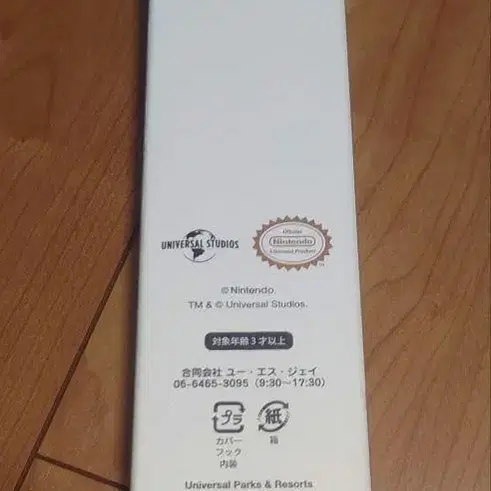 UNIVERSAL STUDIOS
Official
Nintendo
Licensed Product
©Nintendo.
TM & © Universal Studios.
対象年齢3才以上
合同会社 ユー・エス・ジェイ
06-6465-3095（9:30〜17:30）
プラ
紙
カバー
フック
内装
箱
Universal Parks & Resorts